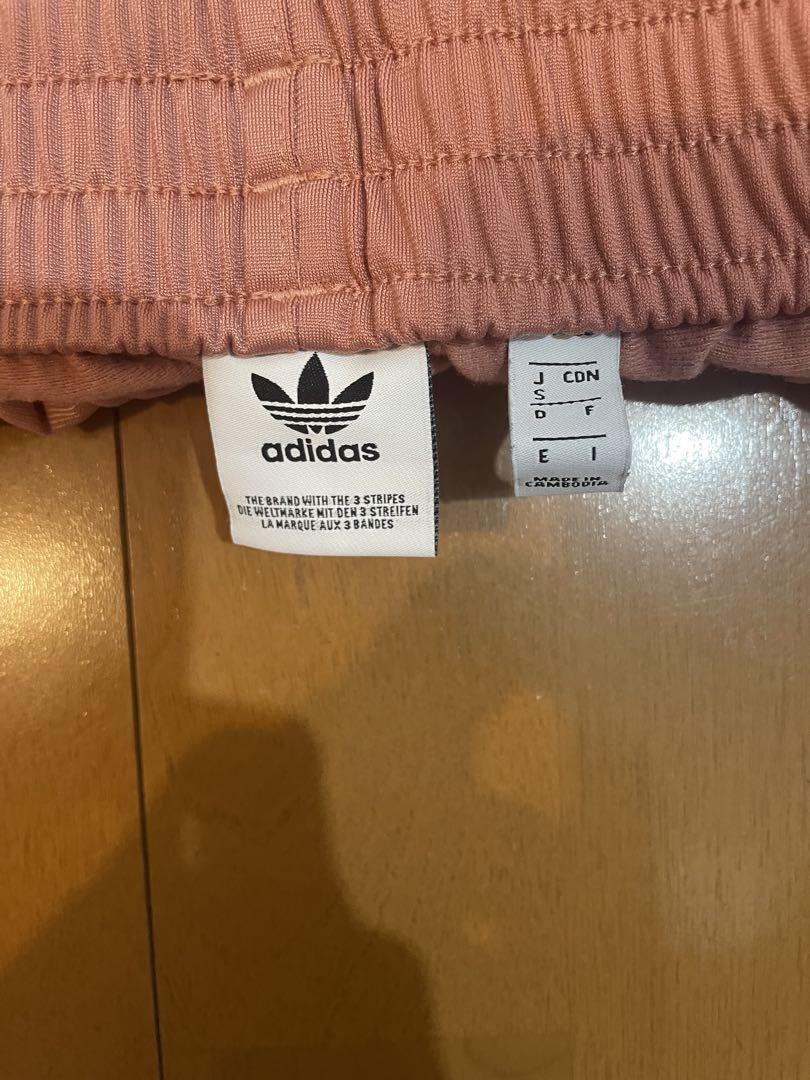 adidas
THE BRAND WITH THE 3 STRIPES
DIE WELTMARKE MIT DEN 3 STREIFEN
LA MARQUE AUX 3 BANDES
J CDN
S
D F
E I
MADE IN
CAMBODIA